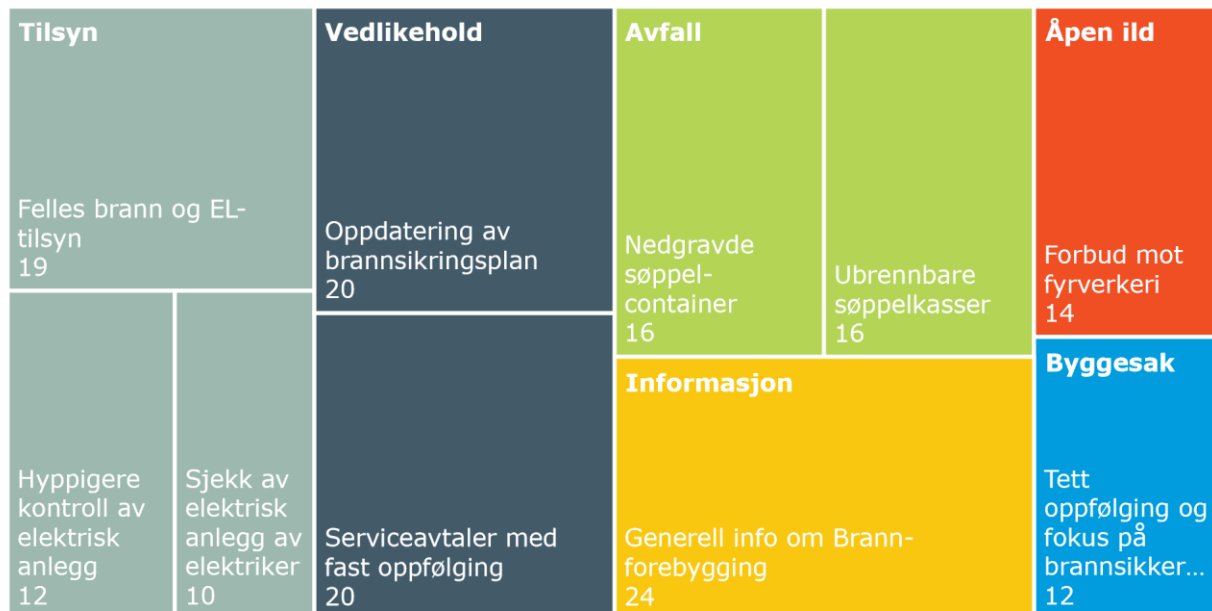 Tilsyn
Felles brann og EL-
tilsyn
19
Hyppigere
kontroll av
elektrisk
anlegg
12
Sjekk av
elektrisk
anlegg av
elektriker
10
Vedlikehold
Oppdatering av
brannsikringsplan
20
Serviceavtaler med
fast oppfølging
20
Avfall
Nedgravde
søppel-
container
16
Ubrennbare
søppelkasser
16
Informasjon
Generell info om Brann-
forebygging
24
Åpen ild
Forbud mot
fyrverkeri
14
Byggesak
Tett
oppfølging og
fokus på
brannsikker...
12